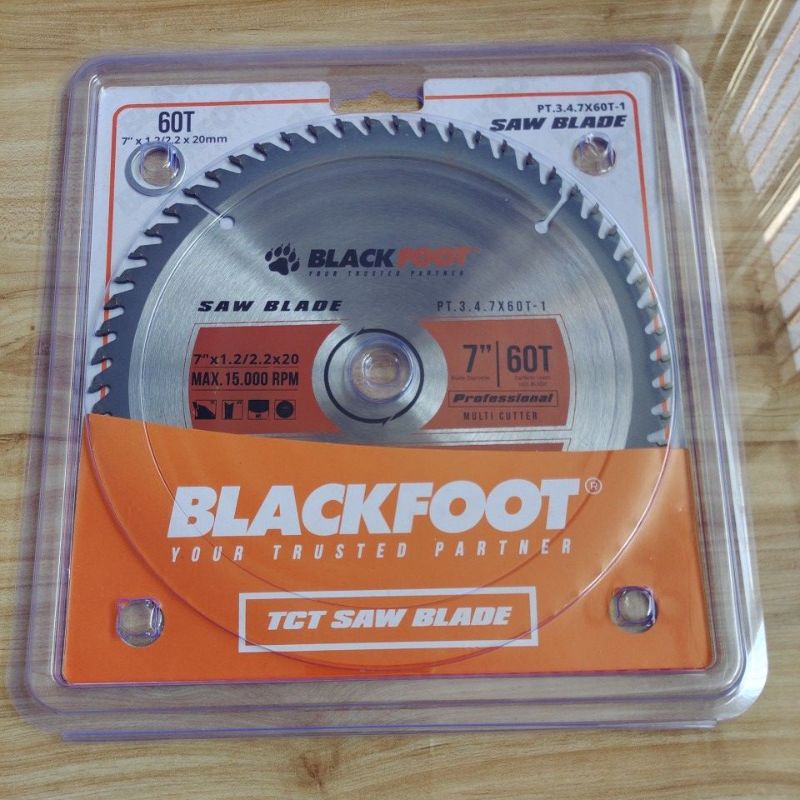 60T
7" x 1.2/2.2 x 20mm
PT.3.4.7X60T-1
SAW BLADE
BLACKFOOT
YOUR TRUSTED PARTNER
SAW BLADE
PT.3.4.7X60T-1
7"x1.2/2.2x20
MAX. 15.000 RPM
7" 60T
Professional
MULTI CUTTER
BLACKFOOT®
YOUR TRUSTED PARTNER
TCT SAW BLADE